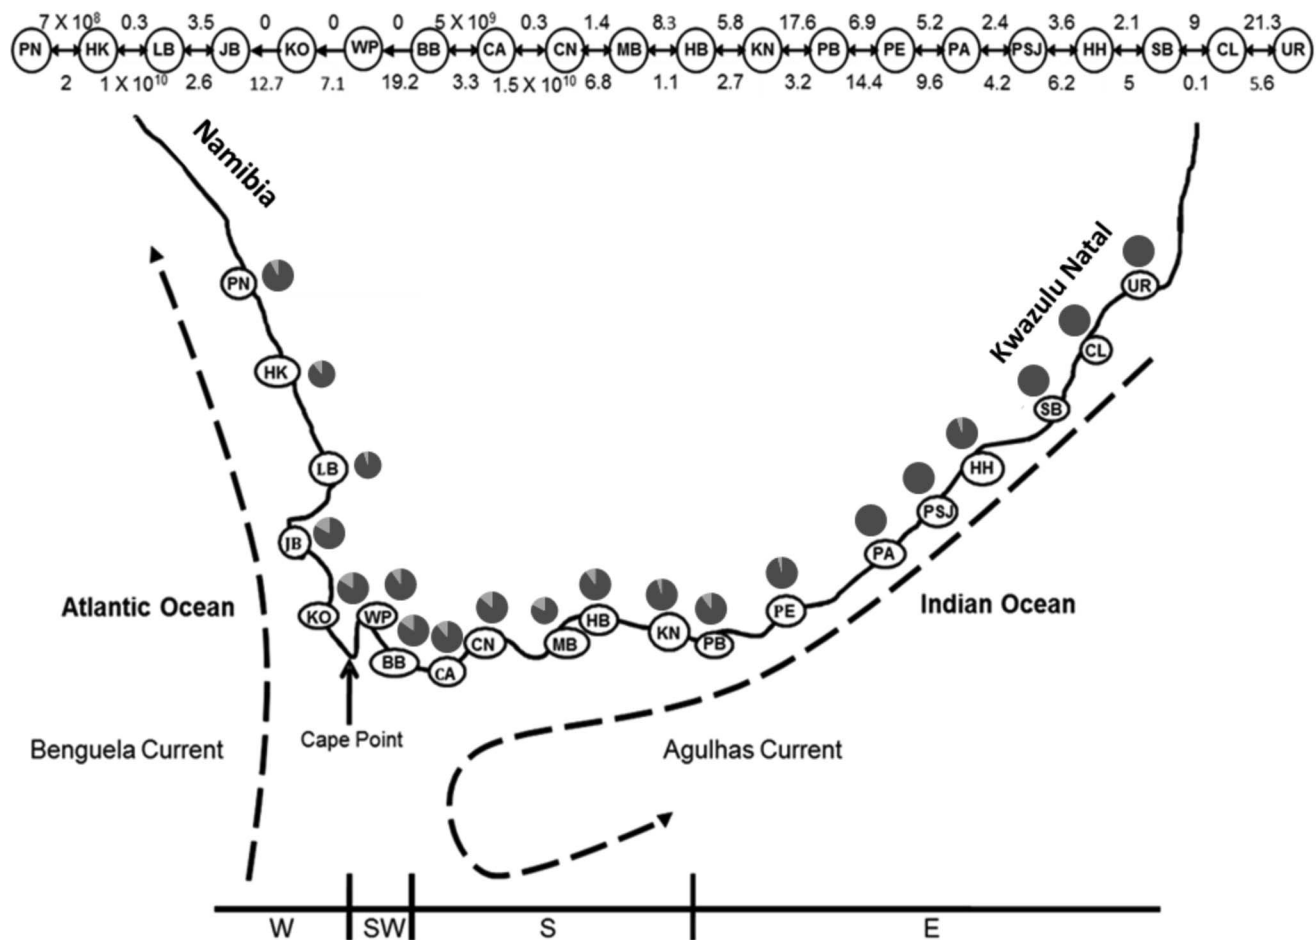 7 X 10⁸ 0.3 3.5 0 0 0 5 X 10⁹ 0.3 1.4 8.3 5.8 17.6 6.9 5.2 2.4 3.6 2.1 9 21.3
PN HK LB JB KO WP BB CA CN MB HB KN PB PE PA PSJ HH SB CL UR
2 1 X 10¹⁰ 2.6 12.7 7.1 19.2 3.3 1.5 X 10¹⁰ 6.8 1.1 2.7 3.2 14.4 9.6 4.2 6.2 5 0.1 5.6
Namibia
Kwazulu Natal
PN
UR
CL
HK
SB
LB
HH
PSJ
JB
PA
Atlantic Ocean
Indian Ocean
KO
WP
BB
CA
CN
MB
HB
KN
PB
PE
Benguela Current
Cape Point
Agulhas Current
W SW S E